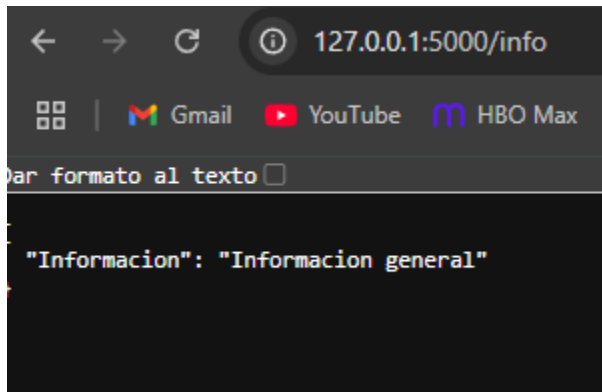 127.0.0.1:5000/info
Gmail YouTube HBO Max
Dar formato al texto
{
"Informacion": "Informacion general"
}